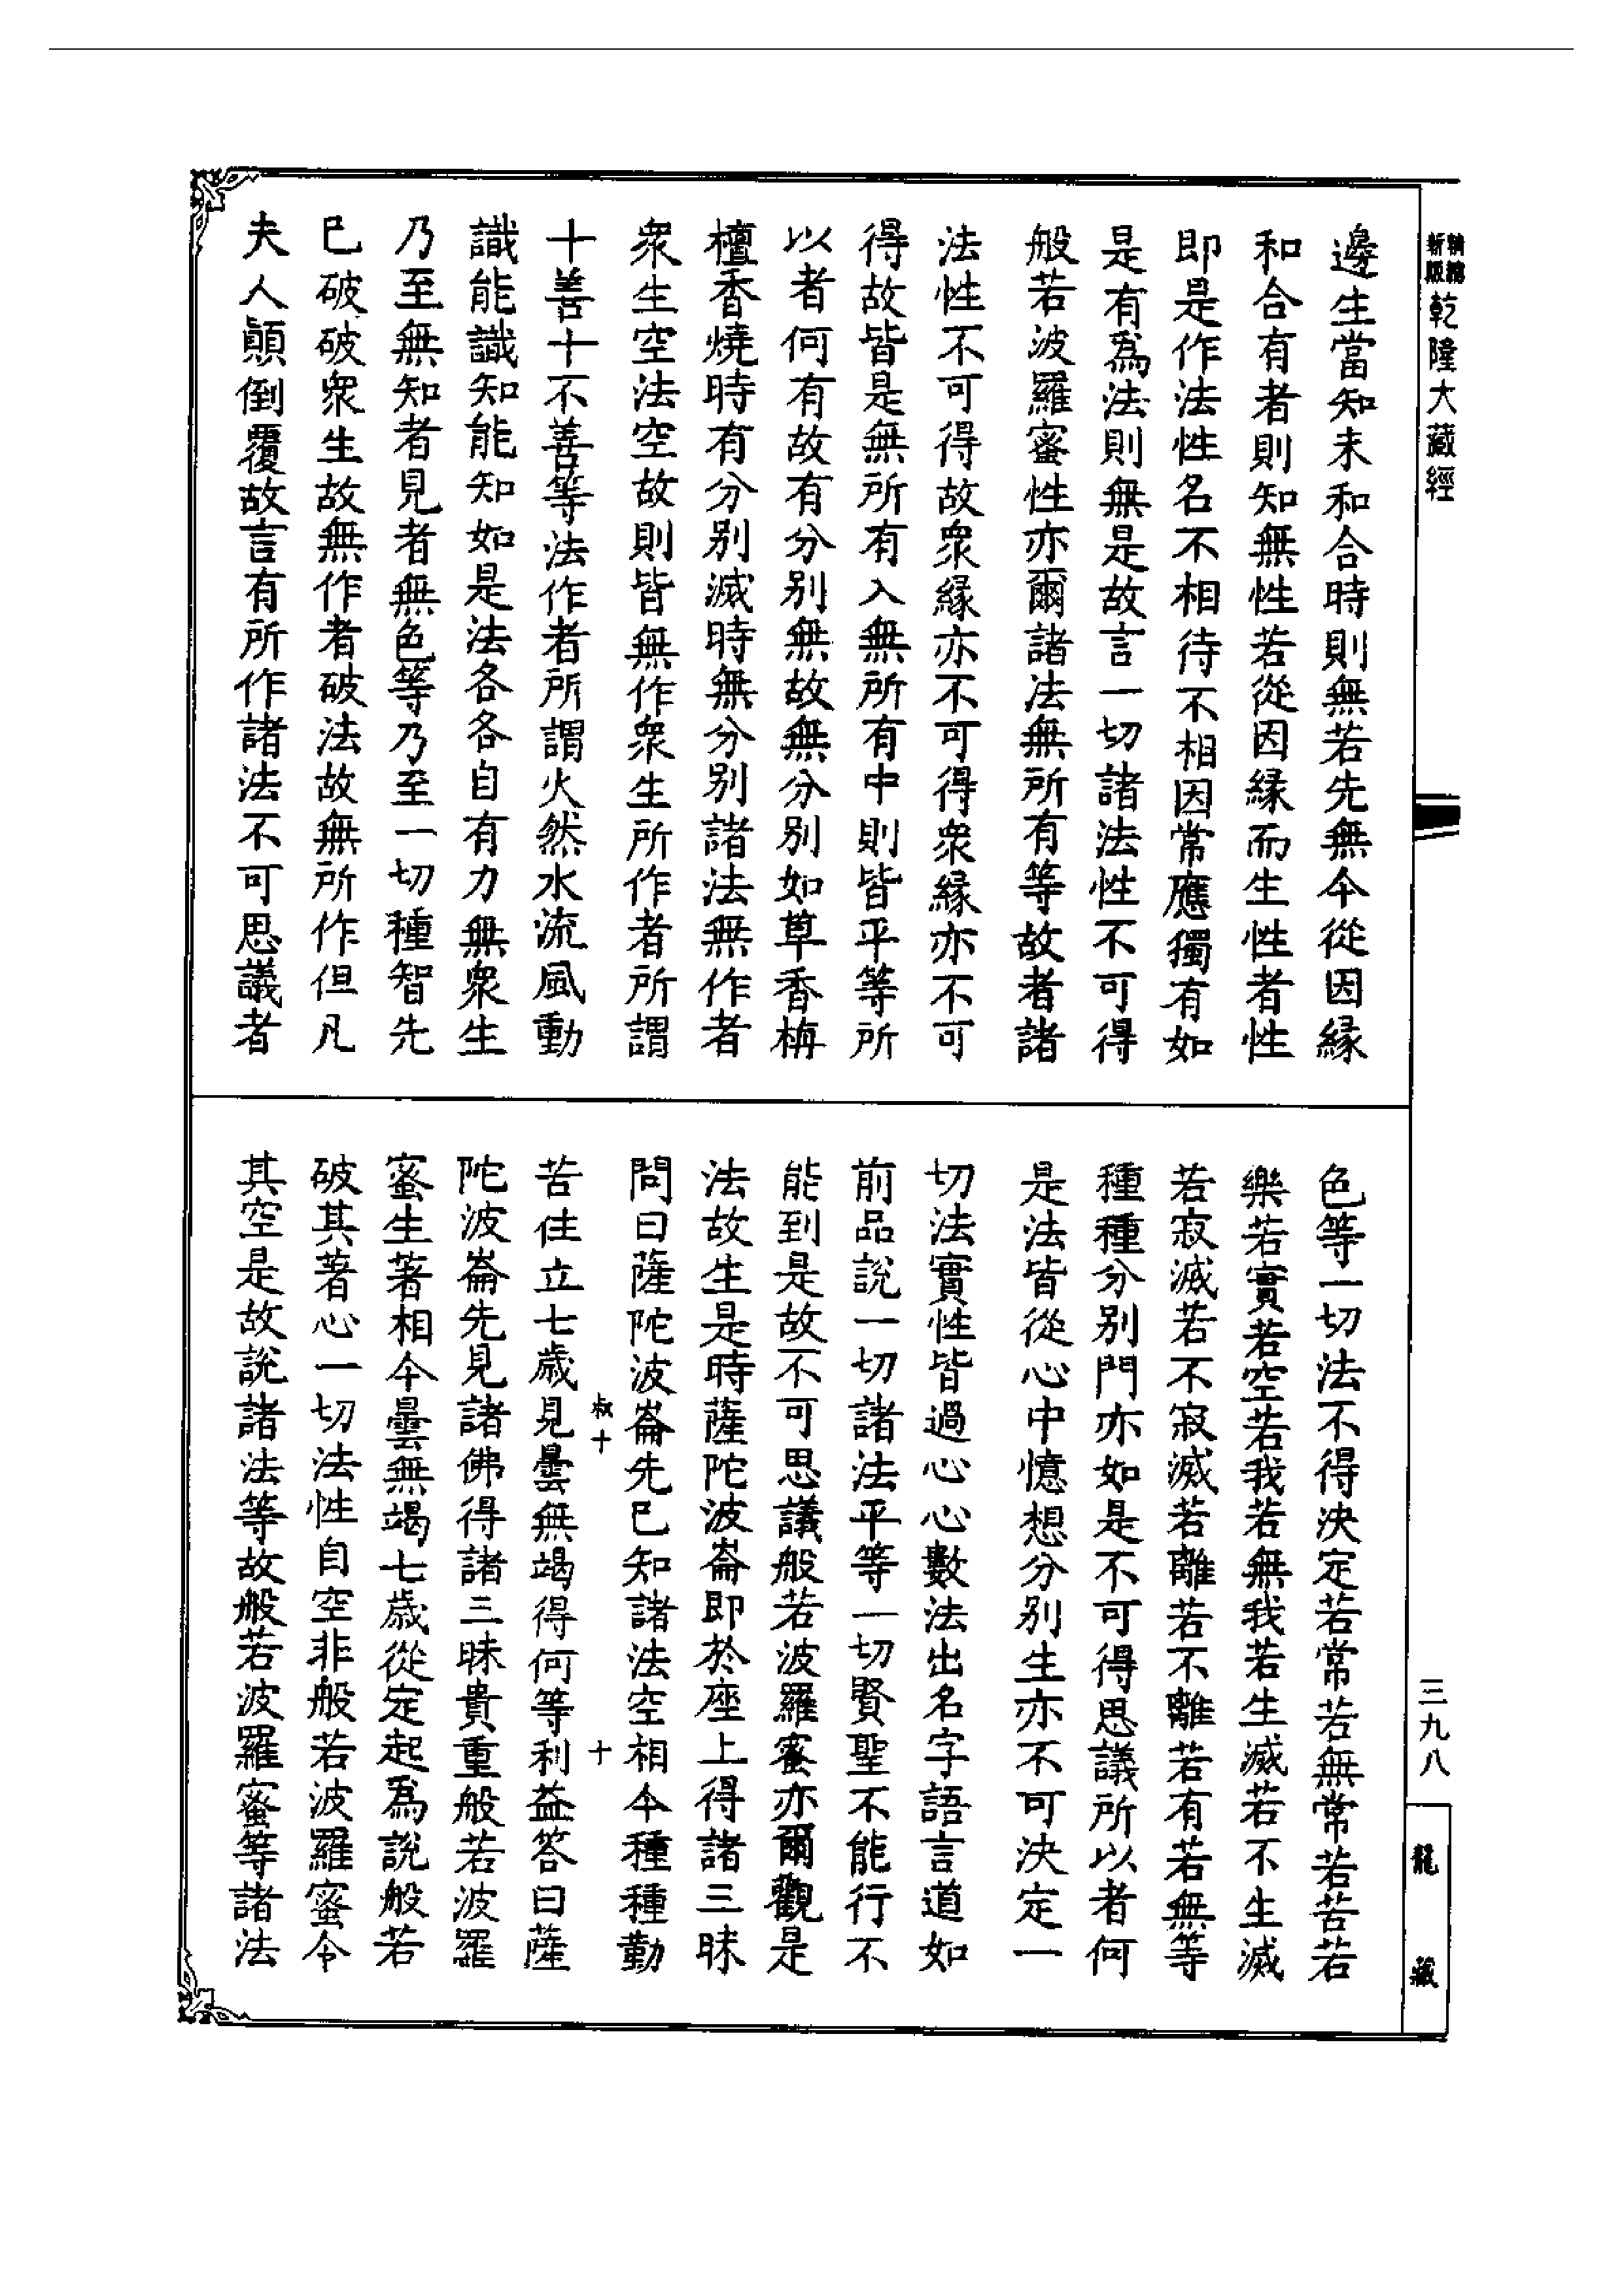 精縮
新版
乾隆大藏經
邊生當知未和合時則無若先無今從因緣
和合有者則知無性若從因緣而生性者性
即是作法性名不相待不相因常應獨有如
是有為法則無是故言一切諸法性不可得
般若波羅蜜性亦爾諸法無所有等故者諸
法性不可得故衆緣亦不可得衆緣亦不可
得故皆是無所有入無所有中則皆平等所
以者何有故有分別無故無分別如草香栴
檀香燒時有分別滅時無分別諸法無作者
衆生空法空故則皆無作衆生所作者所謂
十善十不善等法作者所謂火然水流風動
識能識知能知如是法各各自有力無衆生
乃至無知者見者無色等乃至一切種智先
已破破衆生故無作者破法故無所作但凡
夫人顚倒覆故言有所作諸法不可思議者
色等一切法不得決定若常若無常若苦若
樂若實若空若我若無我若生滅若不生滅
若寂滅若不寂滅若離若不離若有若無等
種種分別門亦如是不可得思議所以者何
是法皆從心中憶想分別生亦不可決定一
切法實性皆過心心數法出名字語言道如
前品說一切諸法平等一切賢聖不能行不
能到是故不可思議般若波羅蜜亦爾觀是
法故生是時薩陀波崙即於座上得諸三昧
問曰薩陀波崙先已知諸法空相今種種勤
苦住立七歲見曇無竭得何等利益答曰薩
陀波崙先見諸佛得諸三昧貴重般若波羅
蜜生著相今曇無竭七歲從定起為說般若
破其著心一切法性自空非般若波羅蜜令
其空是故說諸法等故般若波羅蜜等諸法
十
十
三九八
龍藏